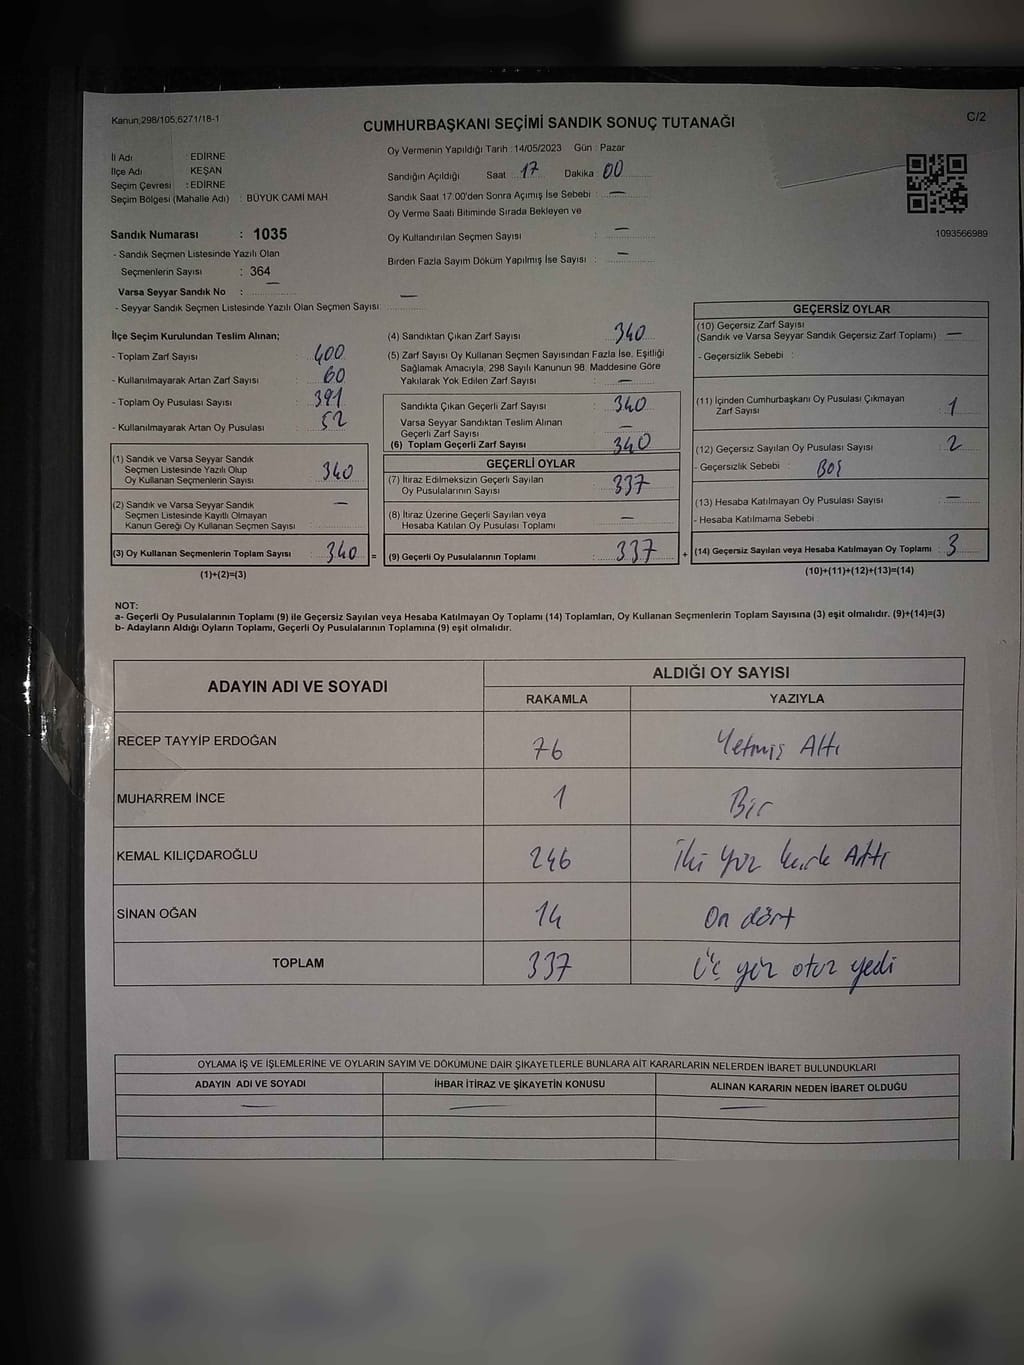 Kanun;298/105,6271/18-1
C/2
CUMHURBAŞKANI SEÇİMİ SANDIK SONUÇ TUTANAĞI
İl Adı : EDİRNE
İlçe Adı : KEŞAN
Seçim Çevresi : EDİRNE
Seçim Bölgesi (Mahalle Adı) : BÜYÜK CAMİ MAH
Oy Vermenin Yapıldığı Tarih : 14/05/2023 Gün : Pazar
Sandığın Açıldığı Saat : 17 Dakika : 00
Sandık Saat 17:00'den Sonra Açımış İse Sebebi : —
Oy Verme Saati Bitiminde Sırada Bekleyen ve
Oy Kullandırılan Seçmen Sayısı : —
Birden Fazla Sayım Döküm Yapılmış İse Sayısı : —
1093566989
Sandık Numarası : 1035
- Sandık Seçmen Listesinde Yazılı Olan
Seçmenlerin Sayısı : 364
Varsa Seyyar Sandık No : —
- Seyyar Sandık Seçmen Listesinde Yazılı Olan Seçmen Sayısı: —
İlçe Seçim Kurulundan Teslim Alınan;
- Toplam Zarf Sayısı : 400
- Kullanılmayarak Artan Zarf Sayısı : 60
- Toplam Oy Pusulası Sayısı : 391
- Kullanılmayarak Artan Oy Pusulası : 52
(1) Sandık ve Varsa Seyyar Sandık
Seçmen Listesinde Yazılı Olup
Oy Kullanan Seçmenlerin Sayısı : 340
(2) Sandık ve Varsa Seyyar Sandık
Seçmen Listesinde Kayıtlı Olmayan
Kanun Gereği Oy Kullanan Seçmen Sayısı : —
(3) Oy Kullanan Seçmenlerin Toplam Sayısı : 340 =
(1)+(2)=(3)
(4) Sandıktan Çıkan Zarf Sayısı : 340
(5) Zarf Sayısı Oy Kullanan Seçmen Sayısından Fazla İse, Eşitliği
Sağlamak Amacıyla, 298 Sayılı Kanunun 98. Maddesine Göre
Yakılarak Yok Edilen Zarf Sayısı : —
Sandıkta Çıkan Geçerli Zarf Sayısı : 340
Varsa Seyyar Sandıktan Teslim Alınan
Geçerli Zarf Sayısı : —
(6) Toplam Geçerli Zarf Sayısı : 340
GEÇERLİ OYLAR
(7) İtiraz Edilmeksizin Geçerli Sayılan
Oy Pusulalarının Sayısı : 337
(8) İtiraz Üzerine Geçerli Sayılan veya
Hesaba Katılan Oy Pusulası Toplamı : —
(9) Geçerli Oy Pusulalarının Toplamı : 337 +
GEÇERSİZ OYLAR
(10) Geçersiz Zarf Sayısı
(Sandık ve Varsa Seyyar Sandık Geçersiz Zarf Toplamı) : —
- Geçersizlik Sebebi :
(11) İçinden Cumhurbaşkanı Oy Pusulası Çıkmayan
Zarf Sayısı : 1
(12) Geçersiz Sayılan Oy Pusulası Sayısı : 2
- Geçersizlik Sebebi : BOŞ
(13) Hesaba Katılmayan Oy Pusulası Sayısı : —
- Hesaba Katılmama Sebebi :
(14) Geçersiz Sayılan veya Hesaba Katılmayan Oy Toplamı : 3
(10)+(11)+(12)+(13)=(14)
NOT:
a- Geçerli Oy Pusulalarının Toplamı (9) ile Geçersiz Sayılan veya Hesaba Katılmayan Oy Toplamı (14) Toplamları, Oy Kullanan Seçmenlerin Toplam Sayısına (3) eşit olmalıdır. (9)+(14)=(3)
b- Adayların Aldığı Oyların Toplamı, Geçerli Oy Pusulalarının Toplamına (9) eşit olmalıdır.
ADAYIN ADI VE SOYADI ALDIĞI OY SAYISI
RAKAMLA YAZIYLA
RECEP TAYYİP ERDOĞAN 76 Yetmiş Altı
MUHARREM İNCE 1 Bir
KEMAL KILIÇDAROĞLU 246 İki yüz kırk Altı
SİNAN OĞAN 14 On dört
TOPLAM 337 Üç yüz otuz yedi
OYLAMA İŞ VE İŞLEMLERİNE VE OYLARIN SAYIM VE DÖKÜMÜNE DAİR ŞİKAYETLERLE BUNLARA AİT KARARLARIN NELERDEN İBARET BULUNDUKLARI
ADAYIN ADI VE SOYADI İHBAR İTİRAZ VE ŞİKAYETİN KONUSU ALINAN KARARIN NEDEN İBARET OLDUĞU
— — —